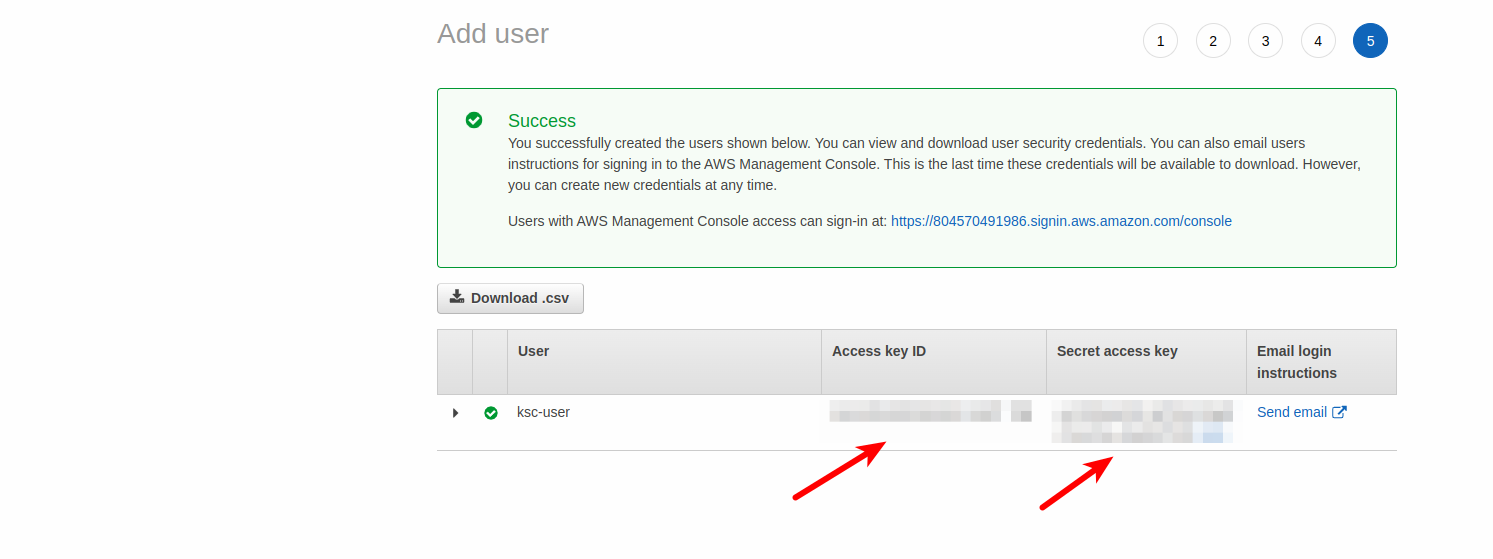 Add user
1 2 3 4 5
Success
You successfully created the users shown below. You can view and download user security credentials. You can also email users
instructions for signing in to the AWS Management Console. This is the last time these credentials will be available to download. However,
you can create new credentials at any time.
Users with AWS Management Console access can sign-in at: https://804570491986.signin.aws.amazon.com/console
Download .csv
User Access key ID Secret access key Email login
instructions
ksc-user Send email